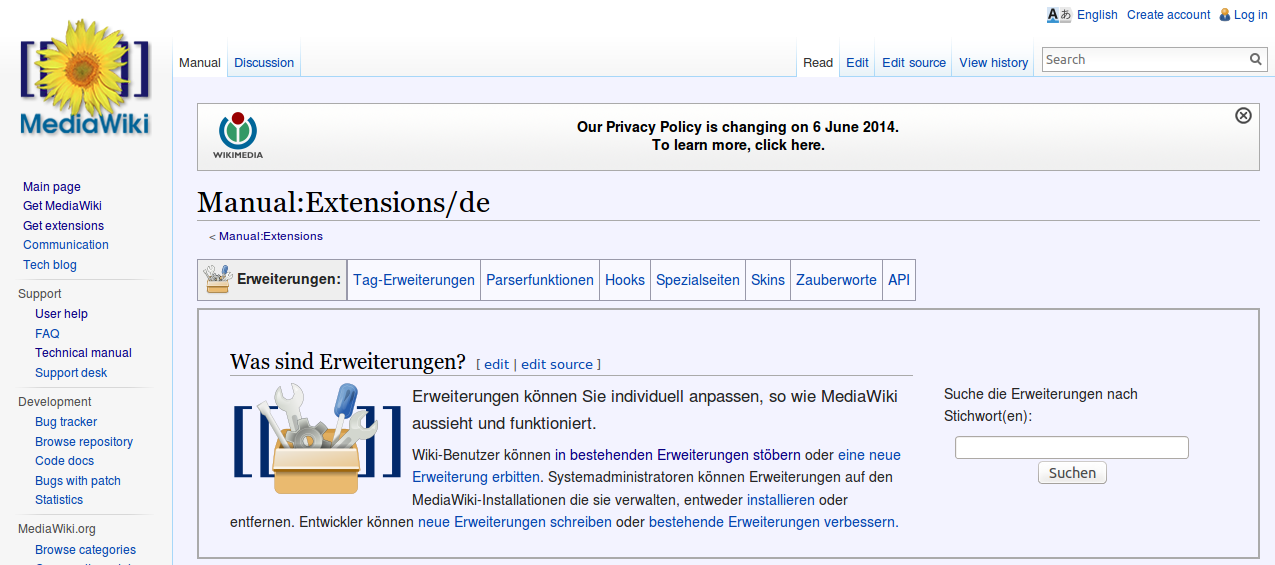 English Create account Log in
Manual Discussion Read Edit Edit source View history Search
[[ ]]
MediaWiki
WIKIMEDIA
Our Privacy Policy is changing on 6 June 2014.
To learn more, click here.
Main page
Get MediaWiki
Get extensions
Communication
Tech blog
Support
User help
FAQ
Technical manual
Support desk
Development
Bug tracker
Browse repository
Code docs
Bugs with patch
Statistics
MediaWiki.org
Browse categories
Manual:Extensions/de
< Manual:Extensions
Erweiterungen: Tag-Erweiterungen Parserfunktionen Hooks Spezialseiten Skins Zauberworte API
Was sind Erweiterungen? [ edit | edit source ]
Erweiterungen können Sie individuell anpassen, so wie MediaWiki
aussieht und funktioniert.
Wiki-Benutzer können in bestehenden Erweiterungen stöbern oder eine neue
Erweiterung erbitten. Systemadministratoren können Erweiterungen auf den
MediaWiki-Installationen die sie verwalten, entweder installieren oder
entfernen. Entwickler können neue Erweiterungen schreiben oder bestehende Erweiterungen verbessern.
Suche die Erweiterungen nach
Stichwort(en):
Suchen